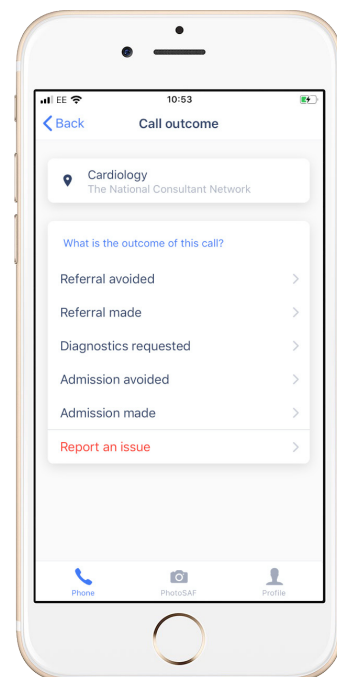 EE 10:53
Back Call outcome
Cardiology
The National Consultant Network
What is the outcome of this call?
Referral avoided
Referral made
Diagnostics requested
Admission avoided
Admission made
Report an issue
Phone PhotoSAF Profile